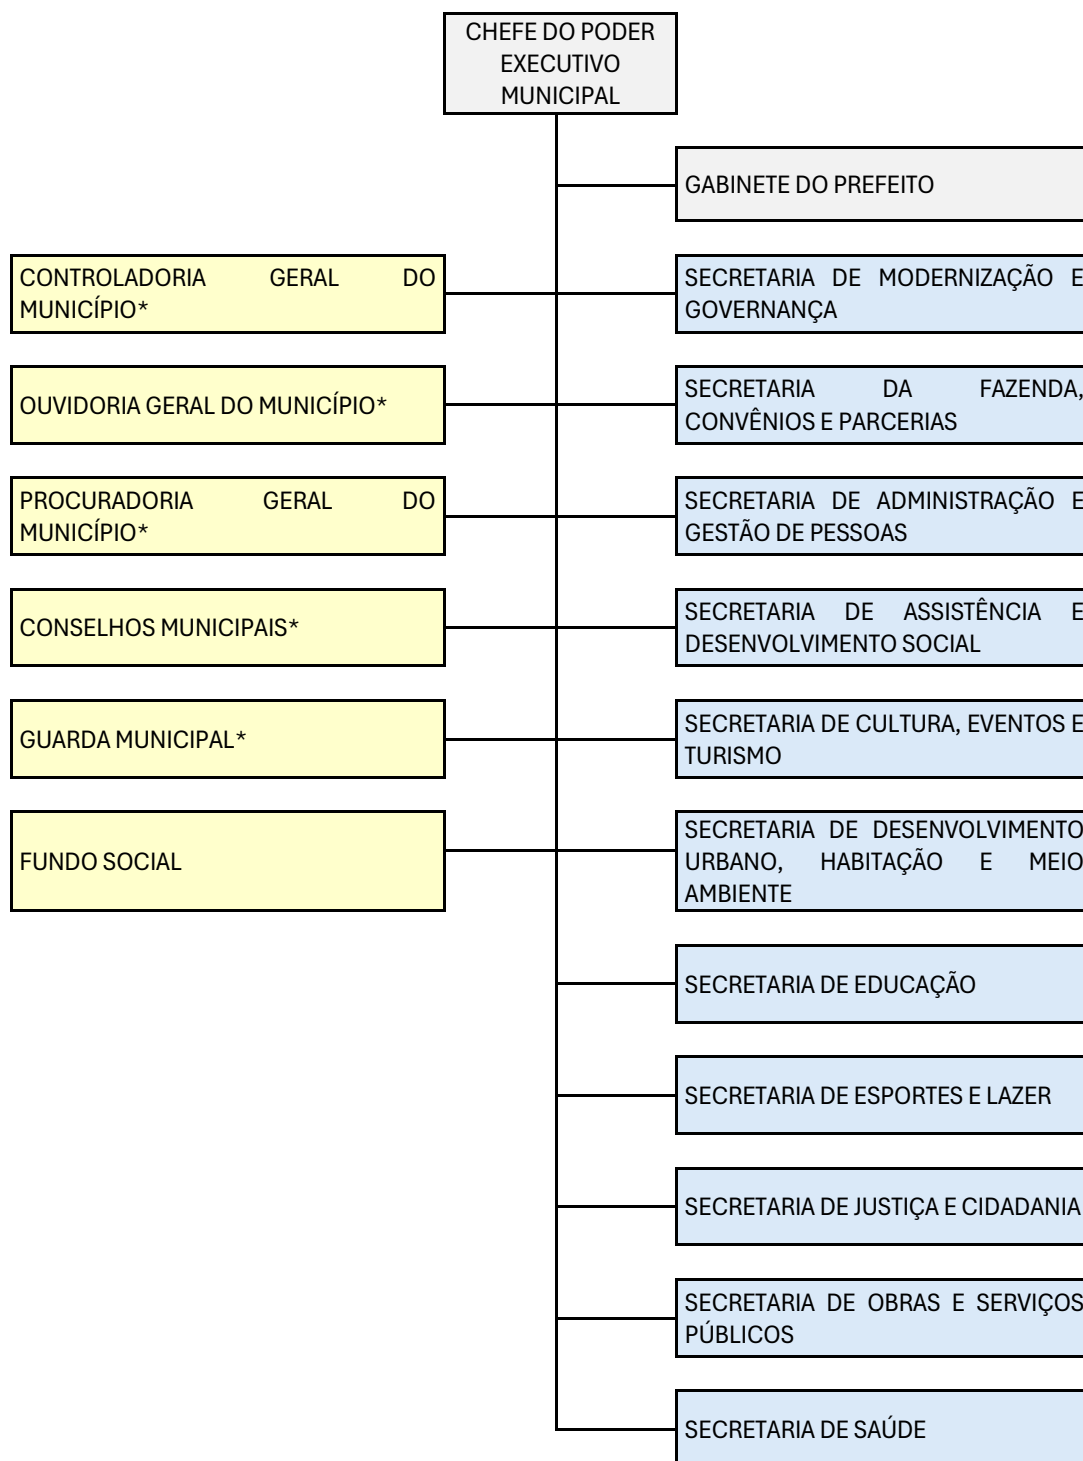 CHEFE DO PODER
EXECUTIVO
MUNICIPAL
GABINETE DO PREFEITO
CONTROLADORIA GERAL DO
MUNICÍPIO*
SECRETARIA DE MODERNIZAÇÃO E
GOVERNANÇA
OUVIDORIA GERAL DO MUNICÍPIO*
SECRETARIA DA FAZENDA,
CONVÊNIOS E PARCERIAS
PROCURADORIA GERAL DO
MUNICÍPIO*
SECRETARIA DE ADMINISTRAÇÃO E
GESTÃO DE PESSOAS
CONSELHOS MUNICIPAIS*
SECRETARIA DE ASSISTÊNCIA E
DESENVOLVIMENTO SOCIAL
GUARDA MUNICIPAL*
SECRETARIA DE CULTURA, EVENTOS E
TURISMO
FUNDO SOCIAL
SECRETARIA DE DESENVOLVIMENTO
URBANO, HABITAÇÃO E MEIO
AMBIENTE
SECRETARIA DE EDUCAÇÃO
SECRETARIA DE ESPORTES E LAZER
SECRETARIA DE JUSTIÇA E CIDADANIA
SECRETARIA DE OBRAS E SERVIÇOS
PÚBLICOS
SECRETARIA DE SAÚDE